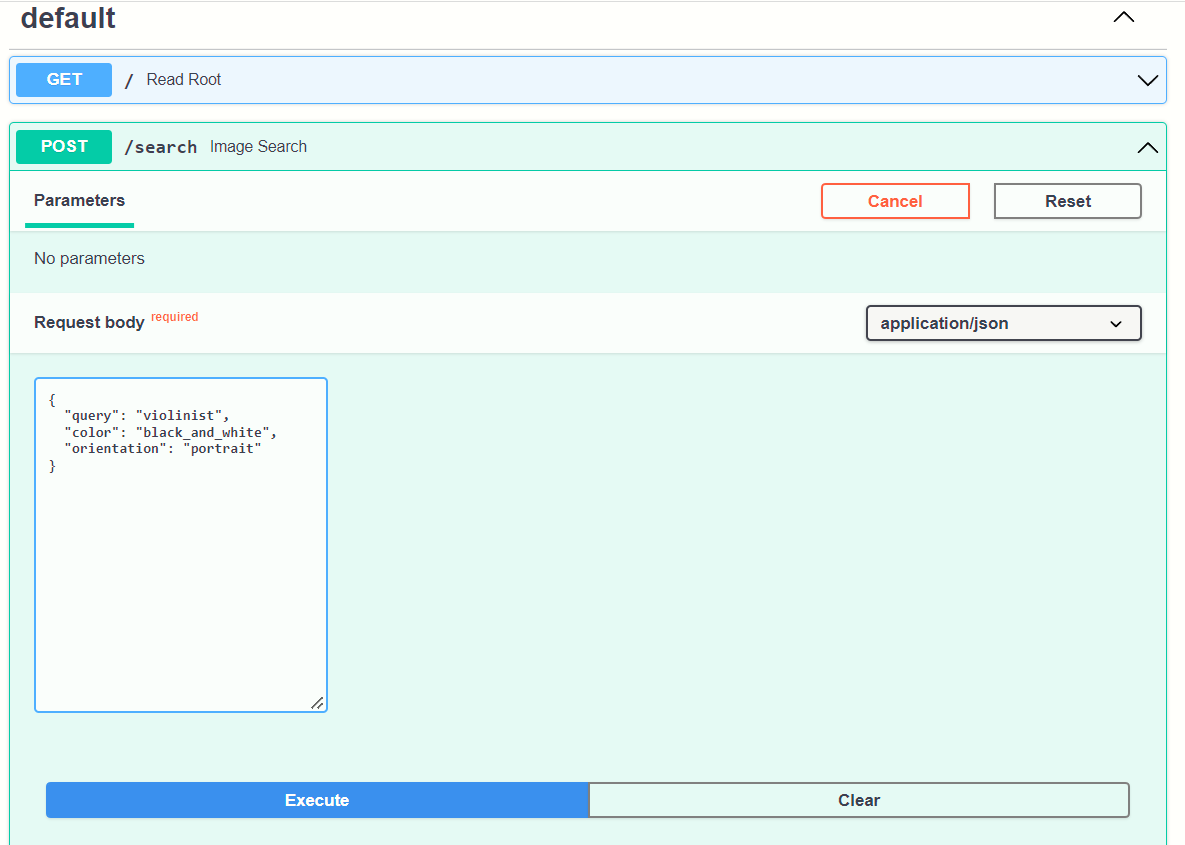 default
GET / Read Root
POST /search Image Search
Parameters Cancel Reset
No parameters
Request body required application/json
{
  "query": "violinist",
  "color": "black_and_white",
  "orientation": "portrait"
}
Execute Clear